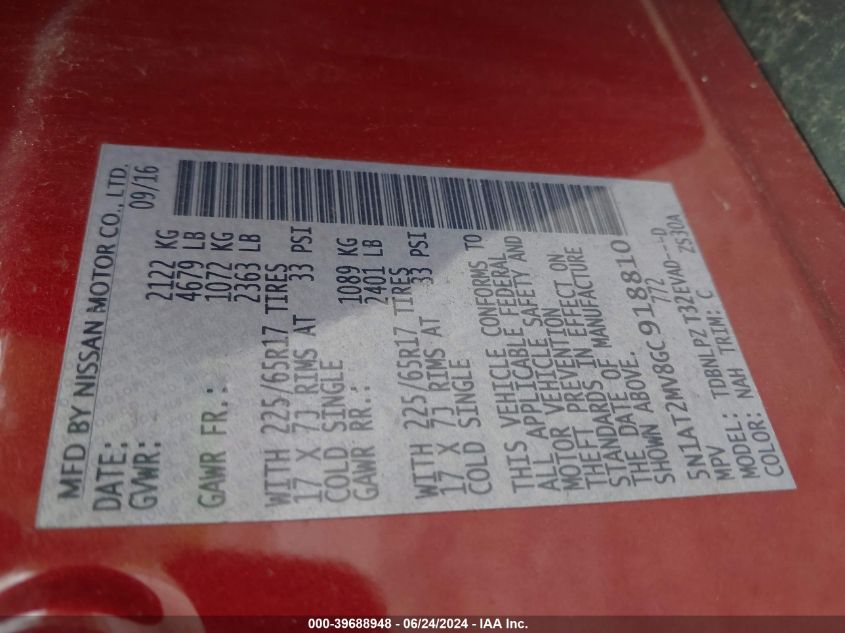 MFD BY NISSAN MOTOR CO., LTD.
DATE: 09/16
GVWR: 2122 KG
4679 LB
GAWR FR.: 1072 KG
2363 LB
WITH 225/65R17 TIRES
17 X 7J RIMS AT 33 PSI
COLD SINGLE
GAWR RR.: 1089 KG
2401 LB
WITH 225/65R17 TIRES
17 X 7J RIMS AT 33 PSI
COLD SINGLE
THIS VEHICLE CONFORMS TO
ALL APPLICABLE FEDERAL
MOTOR VEHICLE SAFETY AND
THEFT PREVENTION
STANDARDS IN EFFECT ON
THE DATE OF MANUFACTURE
SHOWN ABOVE.
5N1AT2MV8GC918810
MPV 772
MODEL: TDBNLPZ T32EVAD---D
COLOR: NAH TRIM: C Z530A
000-39688948 - 06/24/2024 - IAA Inc.